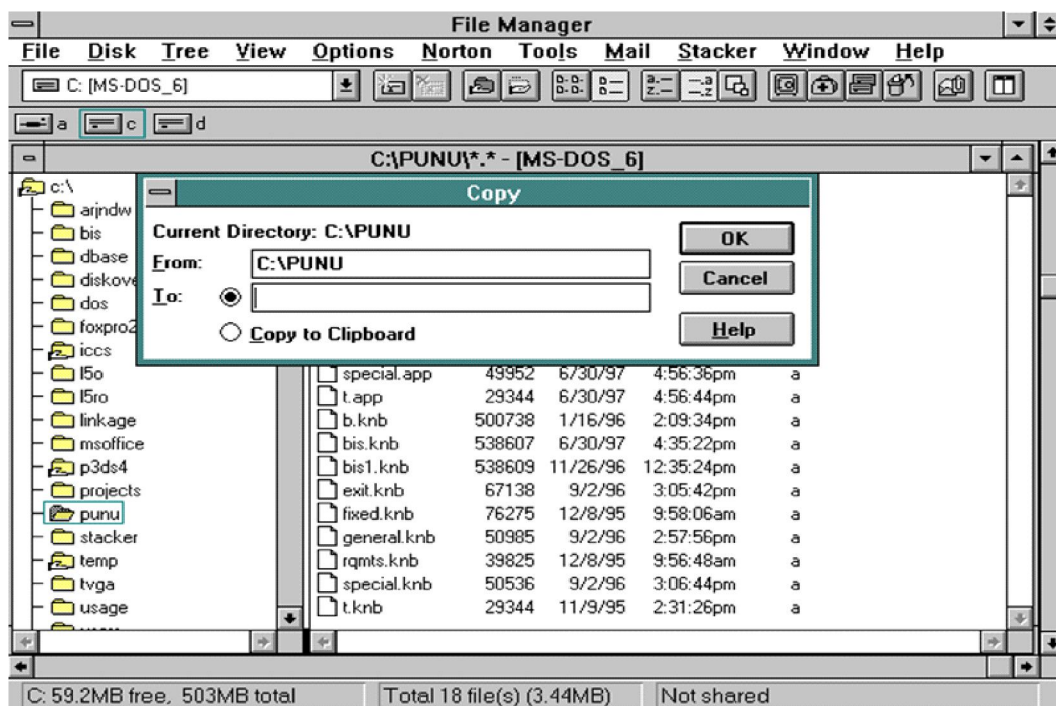 File Manager
File Disk Tree View Options Norton Tools Mail Stacker Window Help
C: [MS-DOS_6]
a c d
C:\PUNU\*.* - [MS-DOS_6]
c:\
arjndw
bis
dbase
diskove
dos
foxpro2
iccs
l5o
l5ro
linkage
msoffice
p3ds4
projects
punu
stacker
temp
tvga
usage
Copy
Current Directory: C:\PUNU
From: C:\PUNU
To:
Copy to Clipboard
OK
Cancel
Help
special.app 49952 6/30/97 4:56:36pm a
t.app 29344 6/30/97 4:56:44pm a
b.knb 500738 1/16/96 2:09:34pm a
bis.knb 538607 6/30/97 4:35:22pm a
bis1.knb 538609 11/26/96 12:35:24pm a
exit.knb 67138 9/2/96 3:05:42pm a
fixed.knb 76275 12/8/95 9:58:06am a
general.knb 50985 9/2/96 2:57:56pm a
rqmts.knb 39825 12/8/95 9:56:48am a
special.knb 50536 9/2/96 3:06:44pm a
t.knb 29344 11/9/95 2:31:26pm a
C: 59.2MB free, 503MB total Total 18 file(s) (3.44MB) Not shared